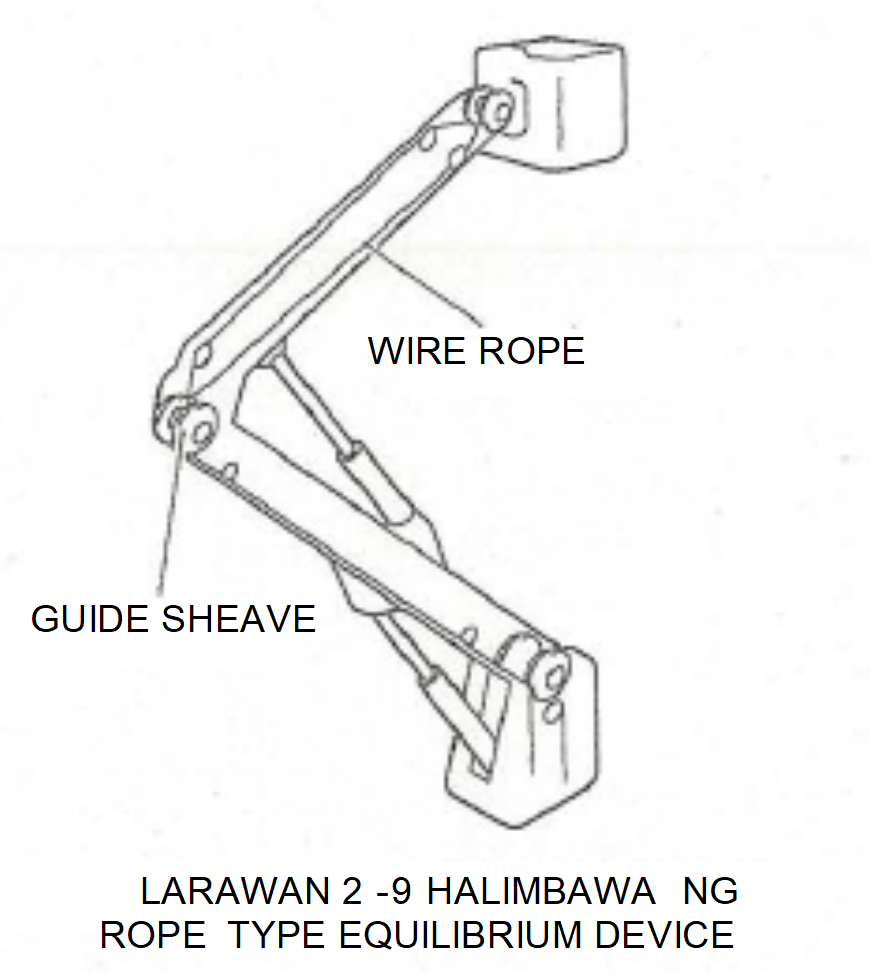 WIRE ROPE
GUIDE SHEAVE
LARAWAN 2 -9 HALIMBAWA NG
ROPE TYPE EQUILIBRIUM DEVICE